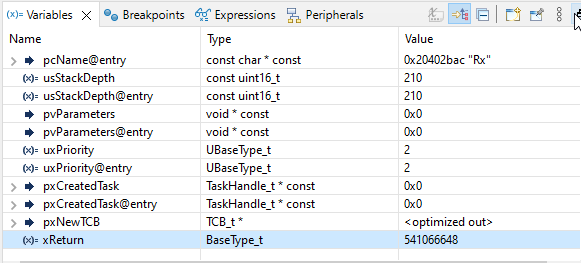 Variables Breakpoints Expressions Peripherals
Name Type Value
pcName@entry const char * const 0x20402bac "Rx"
usStackDepth const uint16_t 210
usStackDepth@entry const uint16_t 210
pvParameters void * const 0x0
pvParameters@entry void * const 0x0
uxPriority UBaseType_t 2
uxPriority@entry UBaseType_t 2
pxCreatedTask TaskHandle_t * const 0x0
pxCreatedTask@entry TaskHandle_t * const 0x0
pxNewTCB TCB_t * <optimized out>
xReturn BaseType_t 541066648